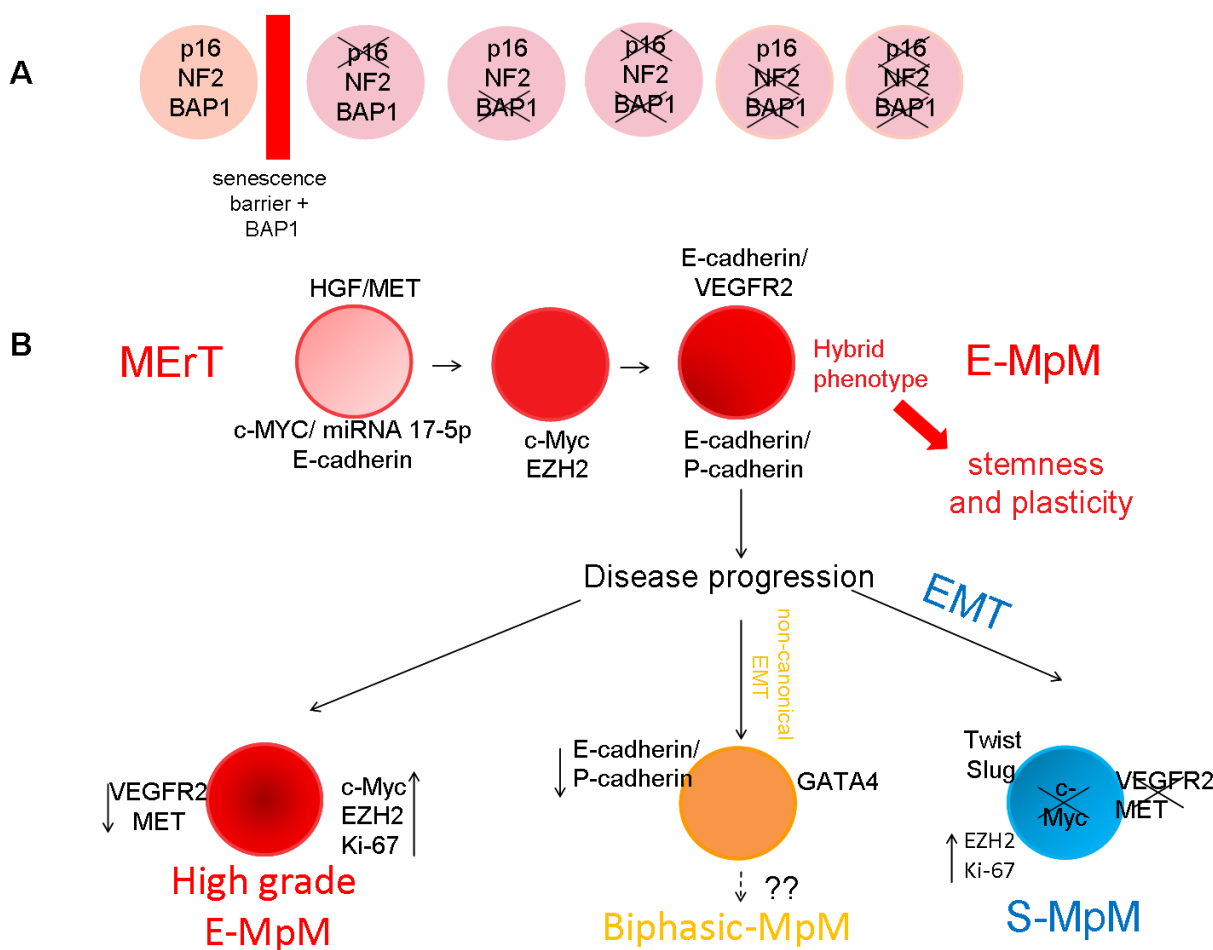 A
p16
NF2
BAP1
p16
NF2
BAP1
p16
NF2
BAP1
p16
NF2
BAP1
p16
NF2
BAP1
p16
NF2
BAP1
senescence
barrier +
BAP1
B
MErT
HGF/MET
c-MYC/ miRNA 17-5p
E-cadherin
c-Myc
EZH2
E-cadherin/
VEGFR2
E-cadherin/
P-cadherin
Hybrid
phenotype
E-MpM
stemness
and plasticity
Disease progression
EMT
non-canonical
EMT
VEGFR2
MET
c-Myc
EZH2
Ki-67
High grade
E-MpM
E-cadherin/
P-cadherin
GATA4
??
Biphasic-MpM
Twist
Slug
c-
Myc
VEGFR2
MET
EZH2
Ki-67
S-MpM